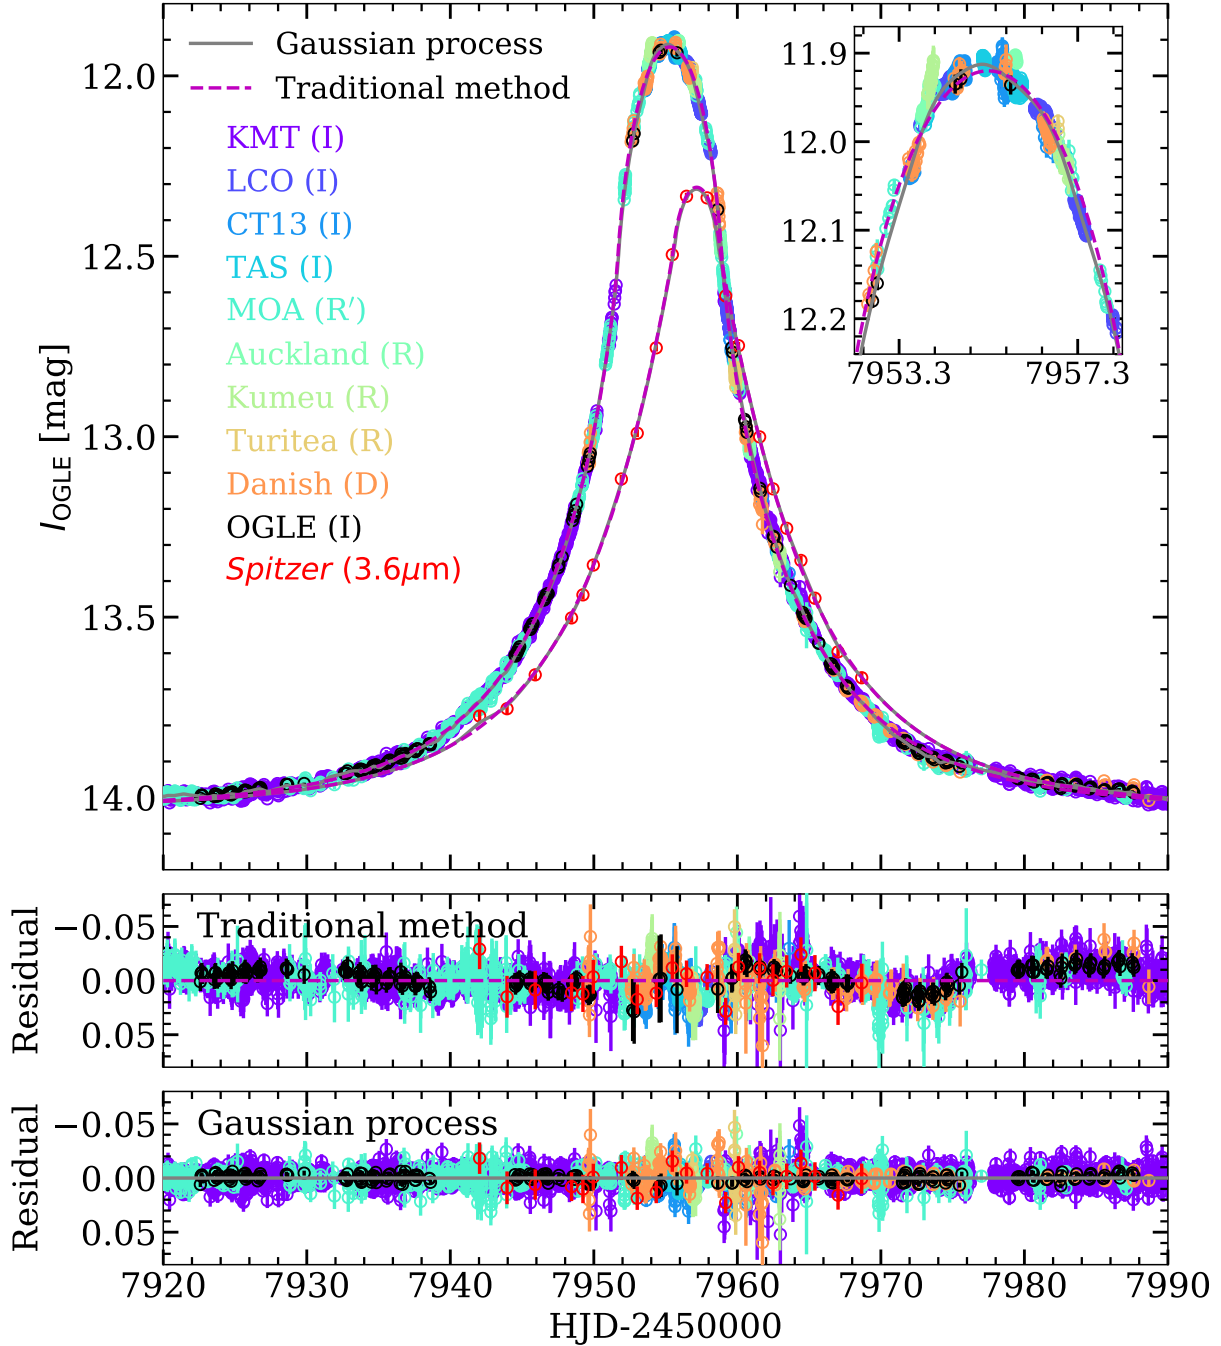 Gaussian process
Traditional method
KMT (I)
LCO (I)
CT13 (I)
TAS (I)
MOA (R′)
Auckland (R)
Kumeu (R)
Turitea (R)
Danish (D)
OGLE (I)
Spitzer (3.6μm)
12.0
12.5
13.0
13.5
14.0
I_OGLE [mag]
11.9
12.0
12.1
12.2
7953.3 7957.3
Traditional method
−0.05
0.00
0.05
Residual
Gaussian process
−0.05
0.00
0.05
Residual
7920 7930 7940 7950 7960 7970 7980 7990
HJD-2450000